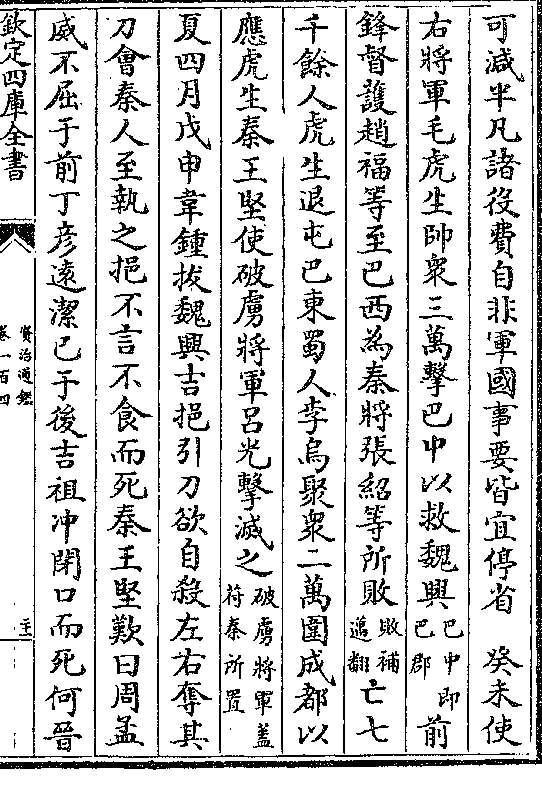 可減半凡諸役費自非軍國事要皆宜停省　癸未使
右將軍毛虎生帥衆三萬擊巴中以救魏興巴中即巴郡前
鋒督護趙福等至巴西為秦將張紹等所敗敗補邁翻亡七
千餘人虎生退屯巴東蜀人李烏聚衆二萬圍成都以
應虎生秦王堅使破虜將軍呂光擊滅之破虜將軍蓋苻秦所置
夏四月戊申韋鍾拔魏興吉挹引刀欲自殺左右奪其
刀會秦人至執之挹不言不食而死秦王堅歎曰周孟
威不屈于前丁彥遠潔己于後吉祖冲閉口而死何晉
欽定四庫全書
資治通鑑
卷一百四